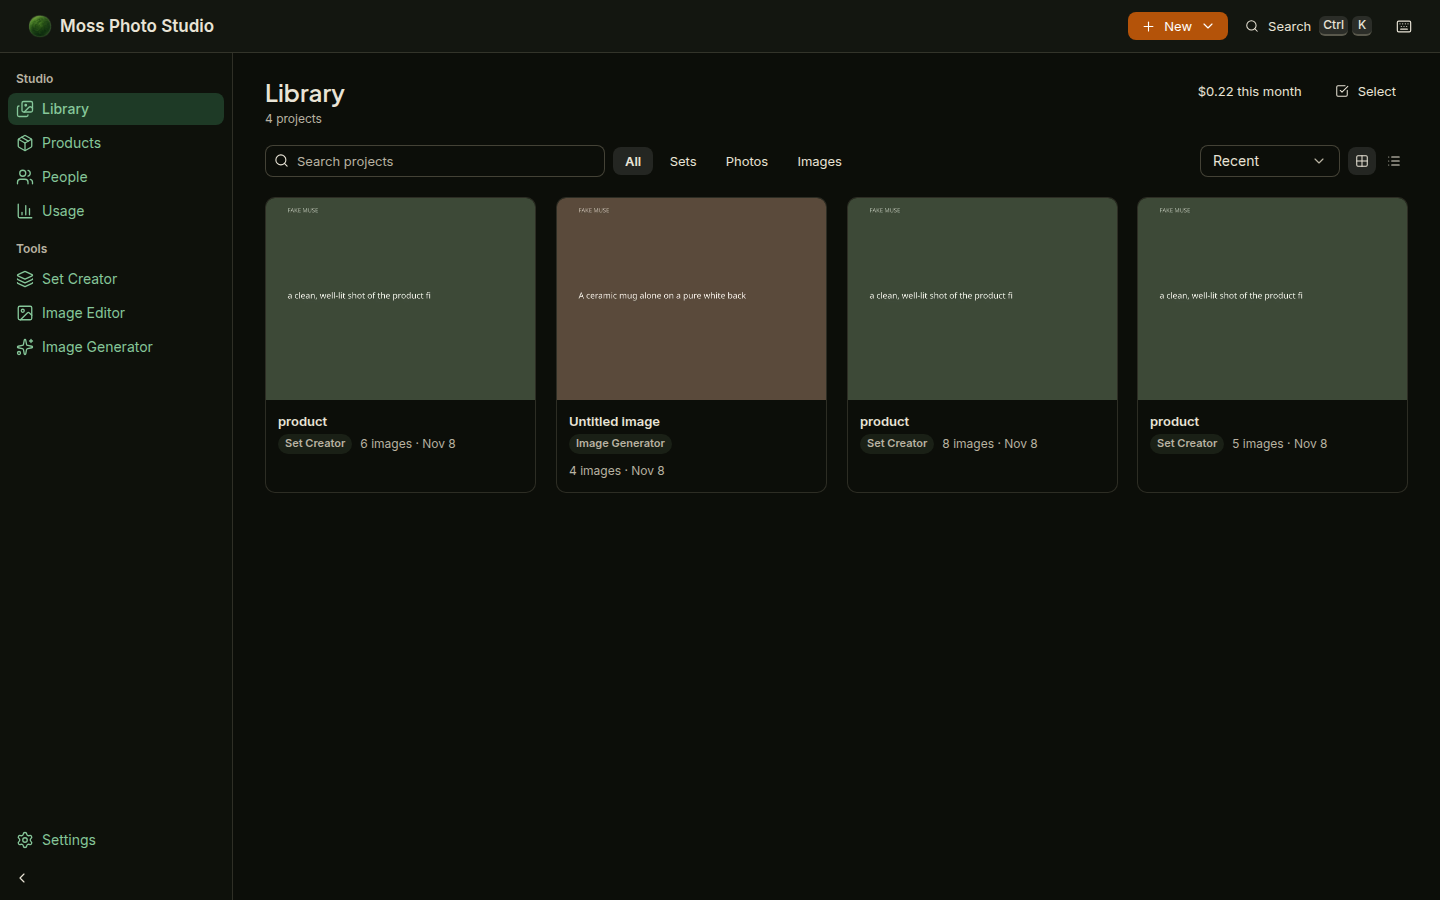 Moss Photo Studio
New
Search Ctrl K
Studio
Library
Products
People
Usage
Tools
Set Creator
Image Editor
Image Generator
Settings
Library
4 projects
$0.22 this month
Select
Search projects
All
Sets
Photos
Images
Recent
FAKE MUSE
a clean, well-lit shot of the product fi
product
Set Creator
6 images · Nov 8
FAKE MUSE
A ceramic mug alone on a pure white back
Untitled image
Image Generator
4 images · Nov 8
FAKE MUSE
a clean, well-lit shot of the product fi
product
Set Creator
8 images · Nov 8
FAKE MUSE
a clean, well-lit shot of the product fi
product
Set Creator
5 images · Nov 8